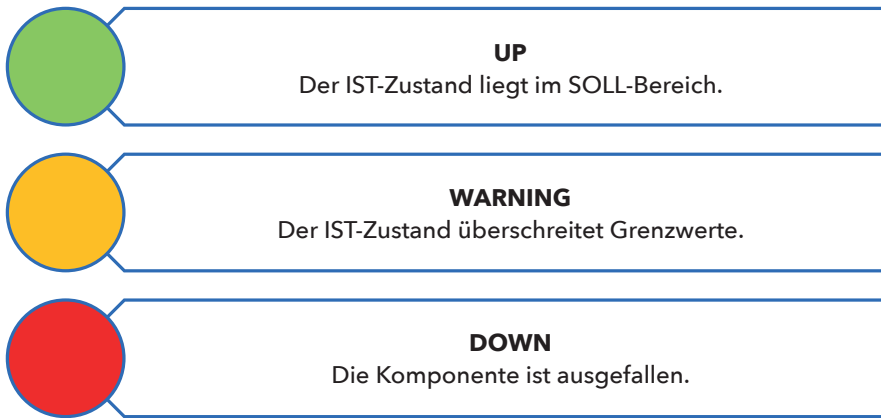 UP
Der IST-Zustand liegt im SOLL-Bereich.
WARNING
Der IST-Zustand überschreitet Grenzwerte.
DOWN
Die Komponente ist ausgefallen.